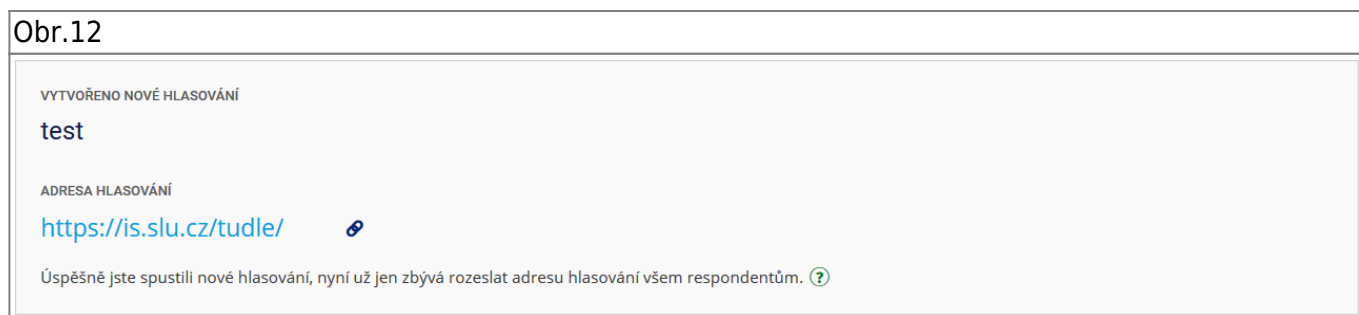 Obr.12
VYTVOŘENO NOVÉ HLASOVÁNÍ
test
ADRESA HLASOVÁNÍ
https://is.slu.cz/tudle/
Úspěšně jste spustili nové hlasování, nyní už jen zbývá rozeslat adresu hlasování všem respondentům. ?